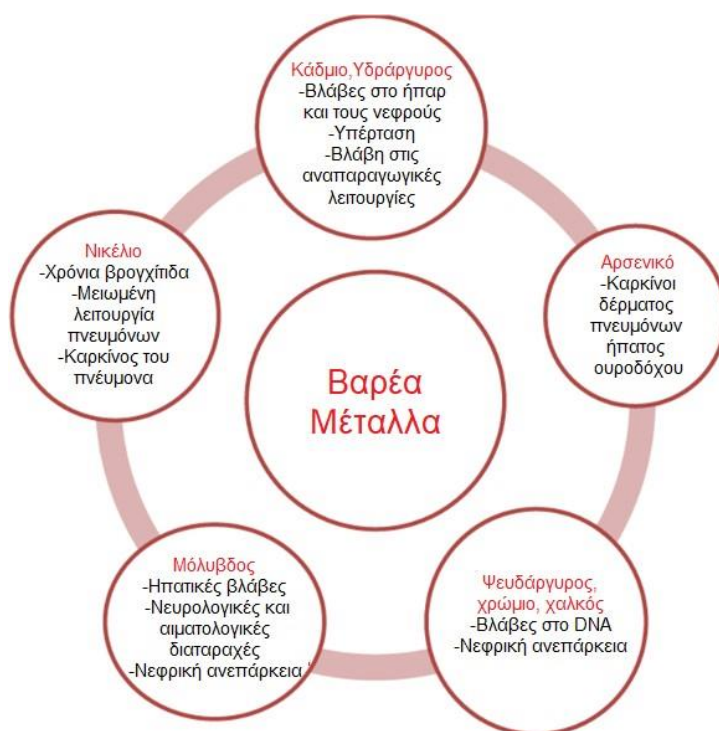 Κάδμιο,Υδράργυρος
-Βλάβες στο ήπαρ
και τους νεφρούς
-Υπέρταση
-Βλάβη στις
αναπαραγωγικές
λειτουργίες
Αρσενικό
-Καρκίνοι
δέρματος
πνευμόνων
ήπατος
ουροδόχου
Ψευδάργυρος,
χρώμιο, χαλκός
-Βλάβες στο DNA
-Νεφρική ανεπάρκεια
Μόλυβδος
-Ηπατικές βλάβες
-Νευρολογικές και
αιματολογικές
διαταραχές
-Νεφρική ανεπάρκεια
Νικέλιο
-Χρόνια βρογχίτιδα
-Μειωμένη
λειτουργία
πνευμόνων
-Καρκίνος του
πνέυμονα
Βαρέα
Μέταλλα